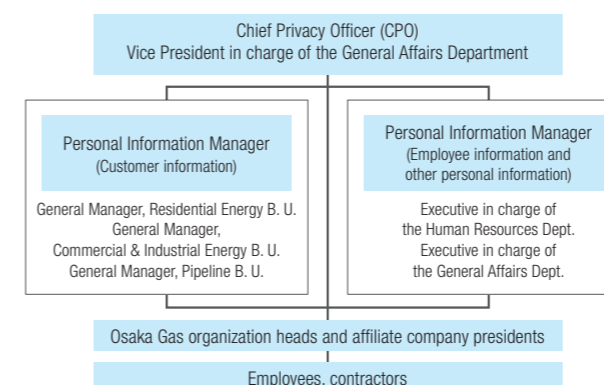 Chief Privacy Officer (CPO)
Vice President in charge of the General Affairs Department
Personal Information Manager
(Customer information)
General Manager, Residential Energy B. U.
General Manager,
Commercial & Industrial Energy B. U.
General Manager, Pipeline B. U.
Personal Information Manager
(Employee information and
other personal information)
Executive in charge of
the Human Resources Dept.
Executive in charge of
the General Affairs Dept.
Osaka Gas organization heads and affiliate company presidents
Employees, contractors